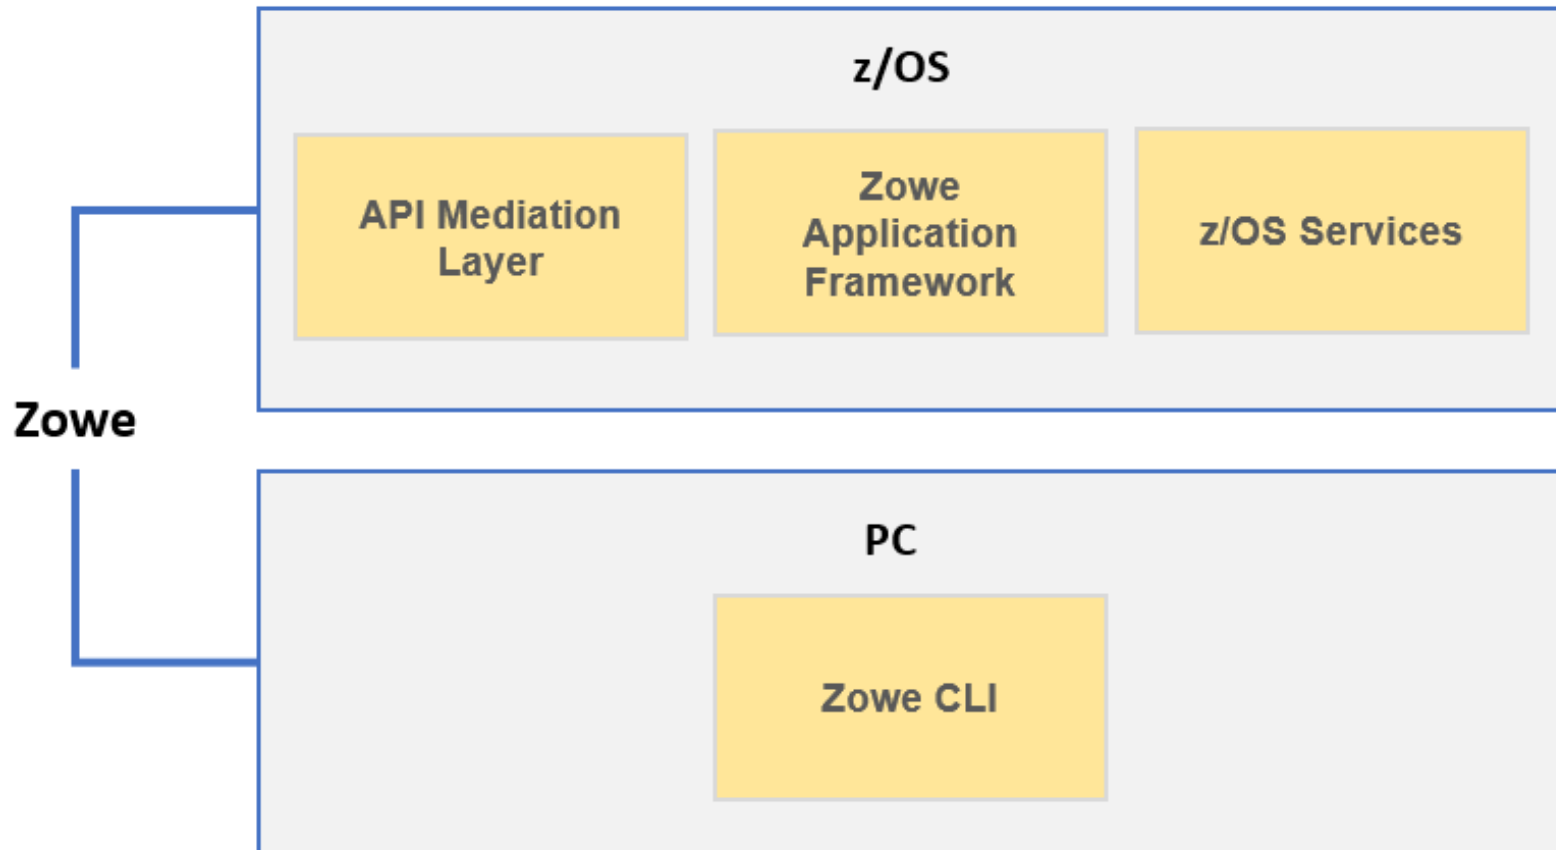 z/OS
API Mediation
Layer
Zowe
Application
Framework
z/OS Services
Zowe
PC
Zowe CLI